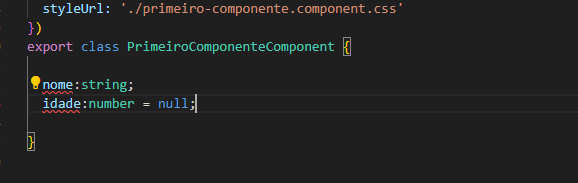 styleUrl: './primeiro-componente.component.css'
})
export class PrimeiroComponenteComponent {
nome:string;
idade:number = null;
}